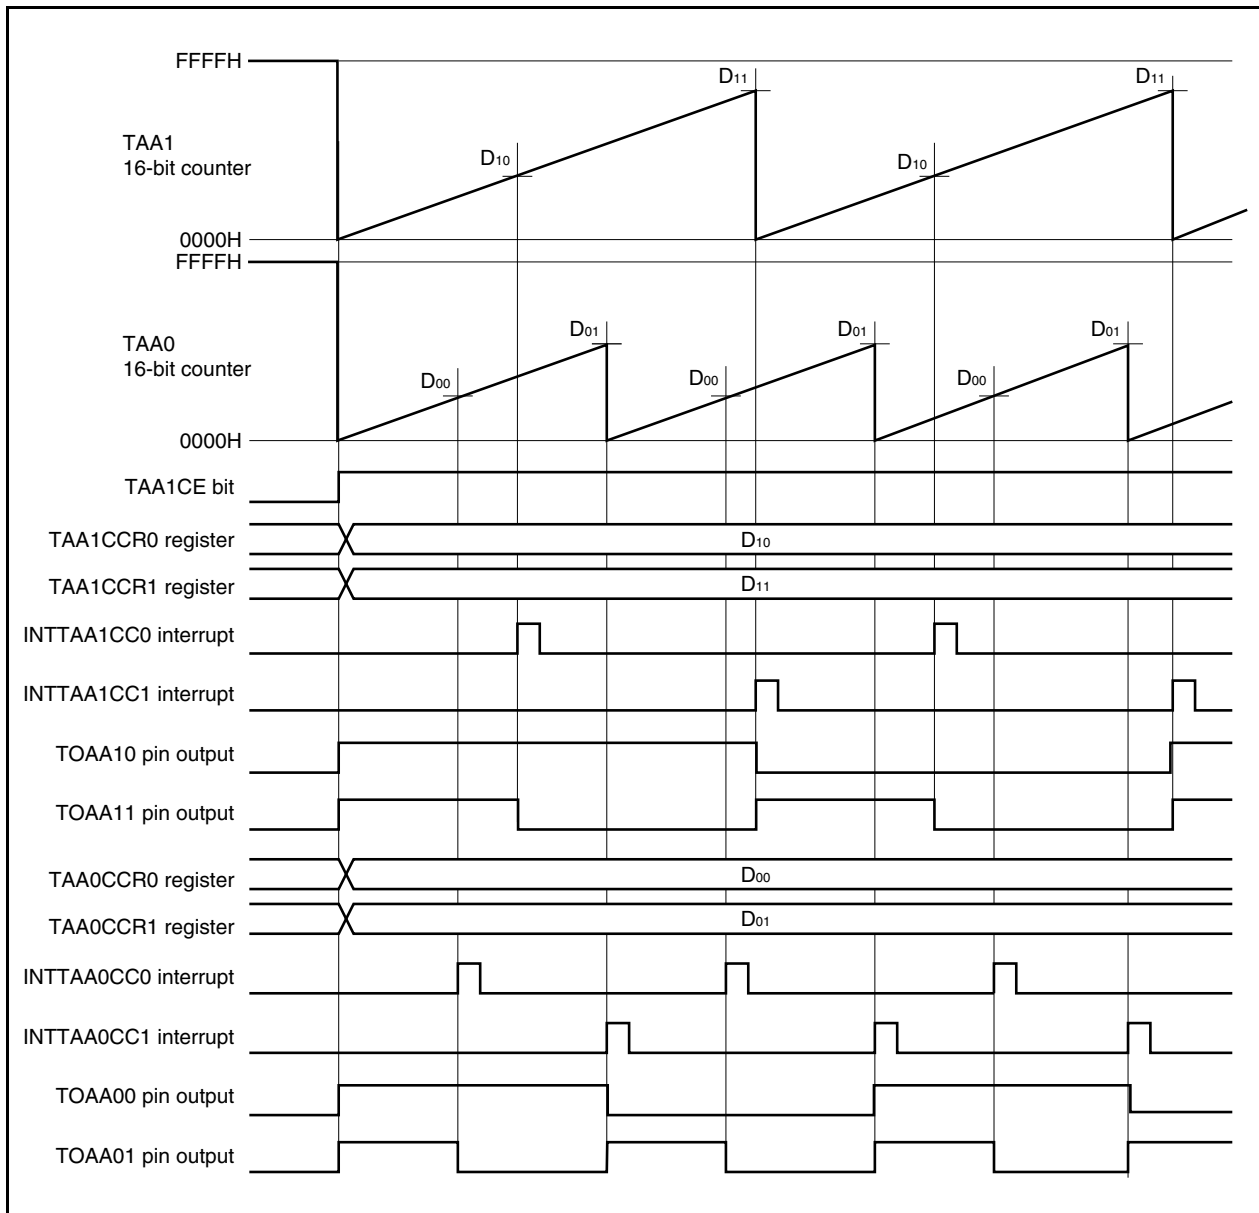 FFFFH
D11
D11
TAA1
16-bit counter
D10
D10
0000H
FFFFH
D01
D01
D01
TAA0
16-bit counter
D00
D00
D00
0000H
TAA1CE bit
TAA1CCR0 register
D10
TAA1CCR1 register
D11
INTTAA1CC0 interrupt
INTTAA1CC1 interrupt
TOAA10 pin output
TOAA11 pin output
TAA0CCR0 register
D00
TAA0CCR1 register
D01
INTTAA0CC0 interrupt
INTTAA0CC1 interrupt
TOAA00 pin output
TOAA01 pin output